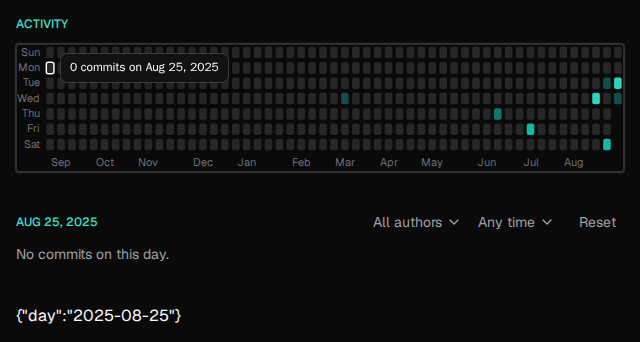 ACTIVITY
Sun
Mon
0 commits on Aug 25, 2025
Tue
Wed
Thu
Fri
Sat
Sep Oct Nov Dec Jan Feb Mar Apr May Jun Jul Aug
AUG 25, 2025 All authors Any time Reset
No commits on this day.
{"day":"2025-08-25"}